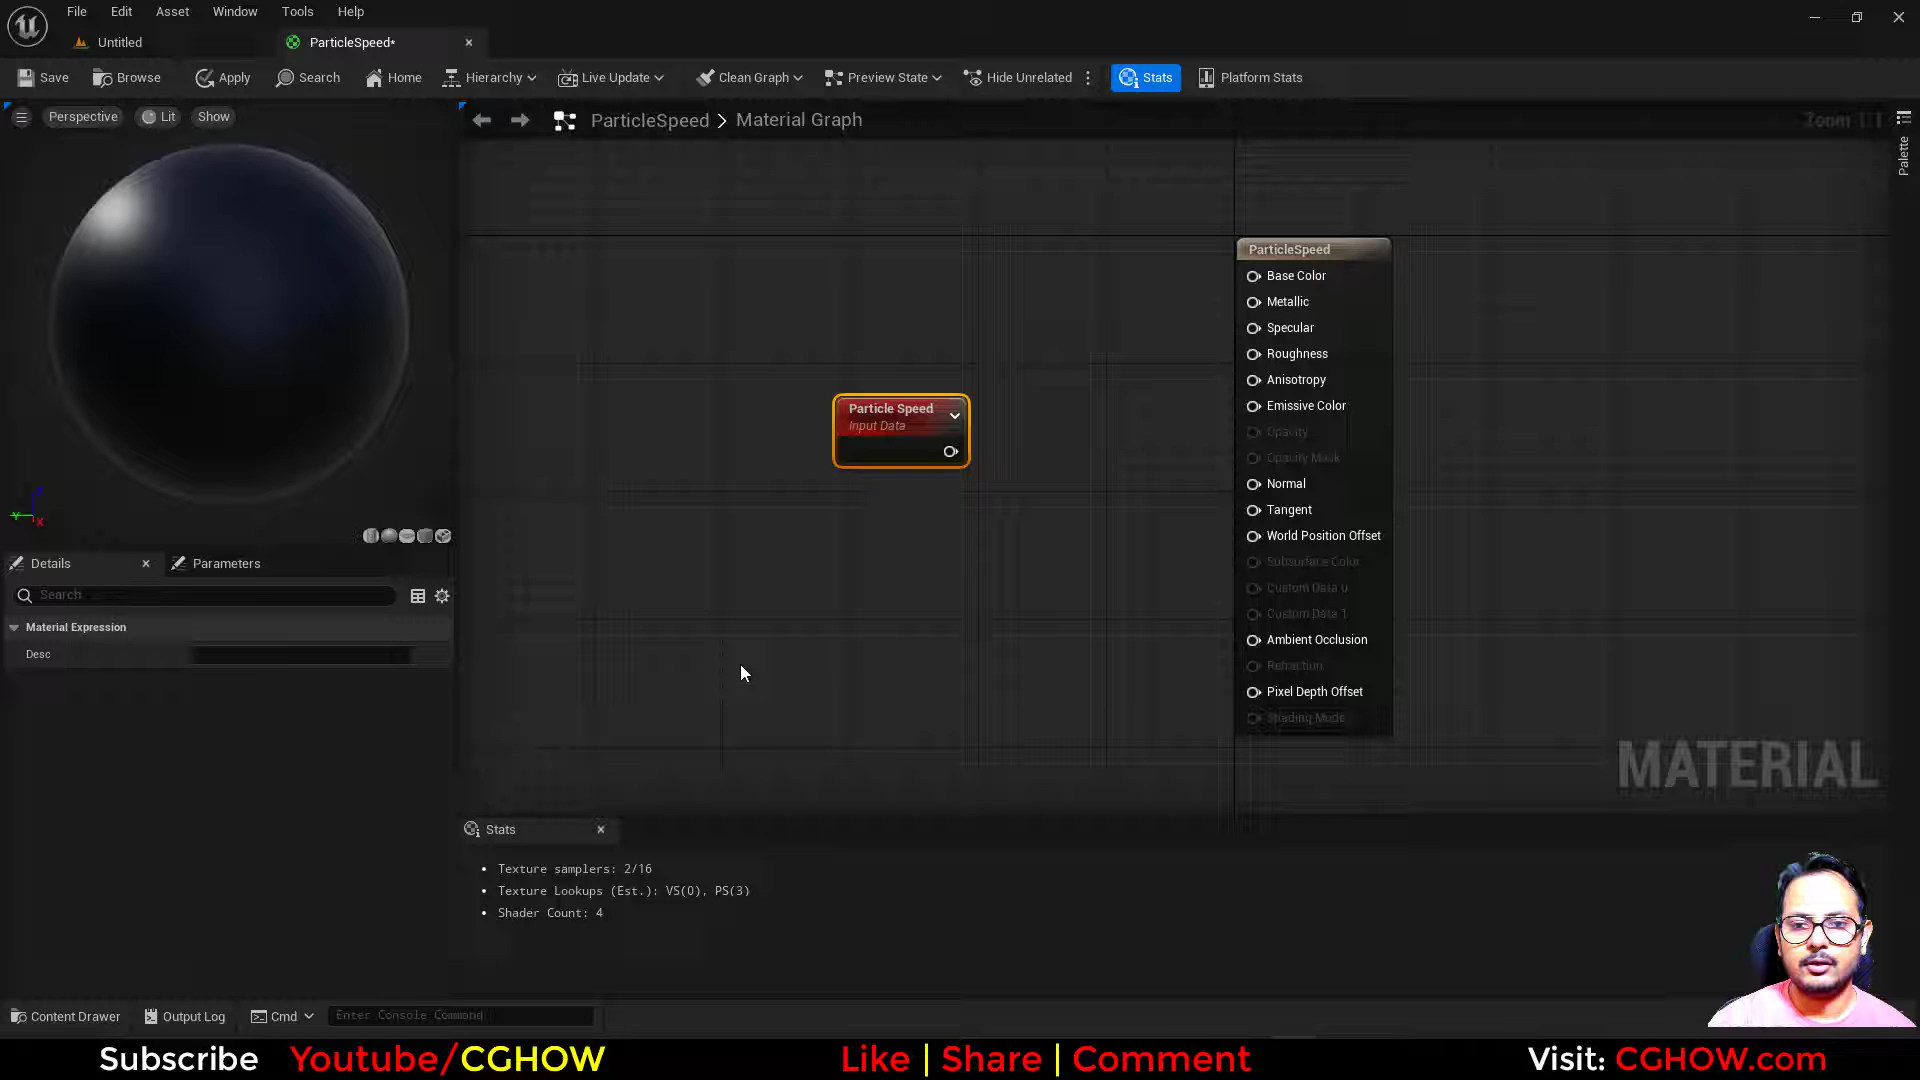 File Edit Asset Window Tools Help
Untitled ParticleSpeed*
Save Browse Apply Search Home Hierarchy Live Update Clean Graph Preview State Hide Unrelated Stats Platform Stats
Perspective Lit Show
ParticleSpeed > Material Graph
Zoom 1:1
Palette
ParticleSpeed
Base Color
Metallic
Specular
Roughness
Anisotropy
Emissive Color
Opacity
Opacity Mask
Normal
Tangent
World Position Offset
Subsurface Color
Custom Data 0
Custom Data 1
Ambient Occlusion
Refraction
Pixel Depth Offset
Shading Mode
Particle Speed
Input Data
Y
X
Details Parameters
Search
Material Expression
Desc
MATERIAL
Stats
• Texture samplers: 2/16
• Texture Lookups (Est.): VS(0), PS(3)
• Shader Count: 4
Content Drawer Output Log Cmd Enter Console Command
Subscribe Youtube/CGHOW Like | Share | Comment Visit: CGHOW.com